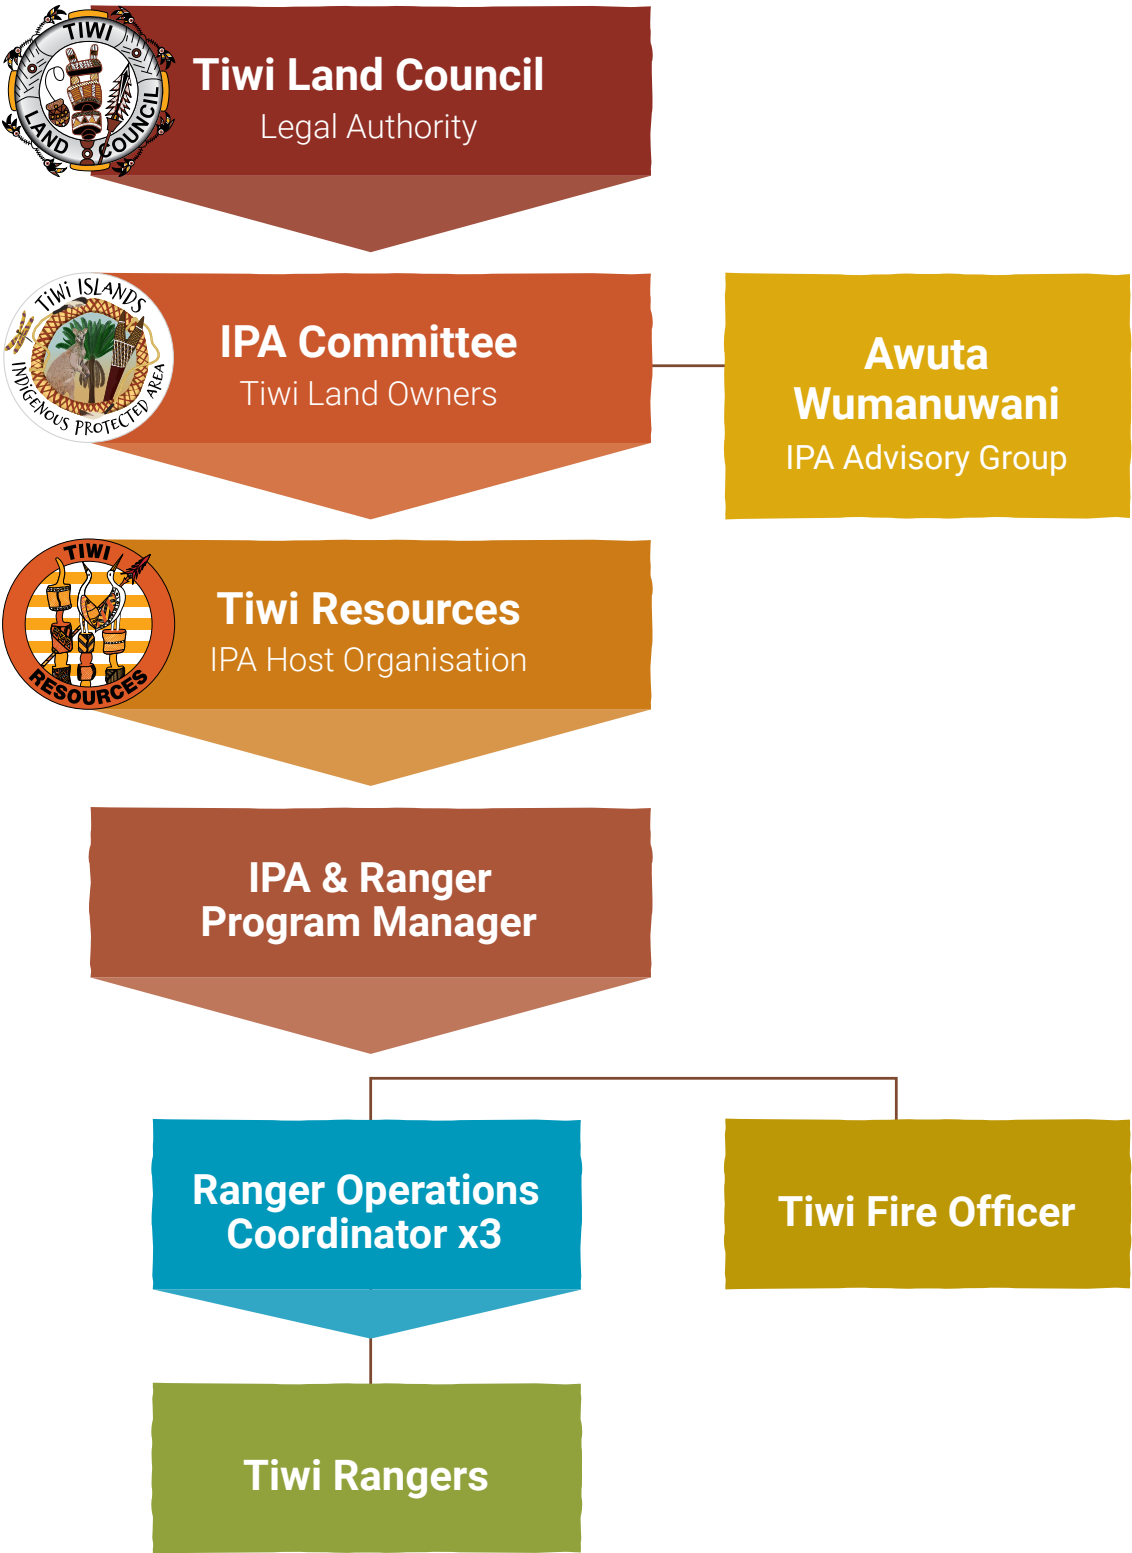 TIWI
LAND COUNCIL
Tiwi Land Council
Legal Authority
TiWi ISLANDS
INDIGENOUS PROTECTED AREA
IPA Committee
Tiwi Land Owners
Awuta
Wumanuwani
IPA Advisory Group
TIWI
RESOURCES
Tiwi Resources
IPA Host Organisation
IPA & Ranger
Program Manager
Ranger Operations
Coordinator x3
Tiwi Fire Officer
Tiwi Rangers